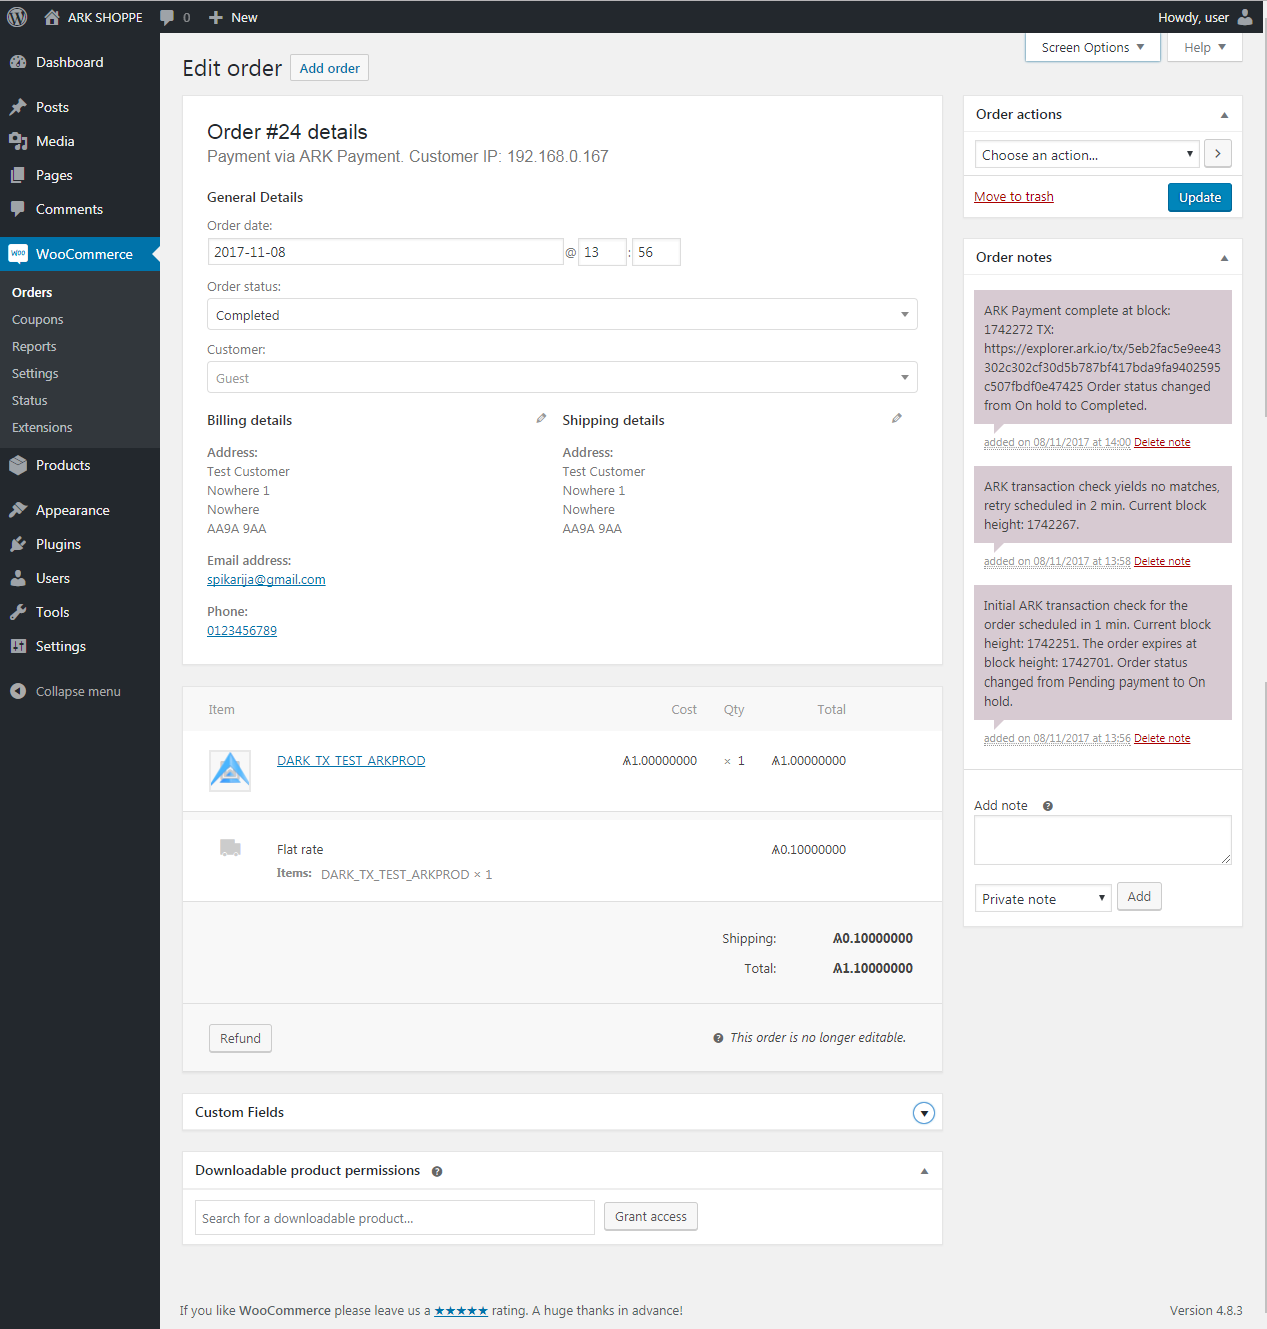 ARK SHOPPE 0 New Howdy, user
Dashboard
Posts
Media
Pages
Comments
WooCommerce
Orders
Coupons
Reports
Settings
Status
Extensions
Products
Appearance
Plugins
Users
Tools
Settings
Collapse menu
Screen Options Help
Edit order Add order
Order #24 details
Payment via ARK Payment. Customer IP: 192.168.0.167
General Details
Order date:
2017-11-08 @ 13 : 56
Order status:
Completed
Customer:
Guest
Billing details
Address:
Test Customer
Nowhere 1
Nowhere
AA9A 9AA
Email address:
spikarija@gmail.com
Phone:
0123456789
Shipping details
Address:
Test Customer
Nowhere 1
Nowhere
AA9A 9AA
Item Cost Qty Total
DARK_TX_TEST_ARKPROD Ѧ1.00000000 × 1 Ѧ1.00000000
Flat rate Ѧ0.10000000
Items: DARK_TX_TEST_ARKPROD × 1
Shipping: Ѧ0.10000000
Total: Ѧ1.10000000
Refund This order is no longer editable.
Custom Fields
Downloadable product permissions
Search for a downloadable product... Grant access
Order actions
Choose an action...
Move to trash Update
Order notes
ARK Payment complete at block:
1742272 TX:
https://explorer.ark.io/tx/5eb2fac5e9ee43
302c302cf30d5b787bf417bda9fa9402595
c507fbdf0e47425 Order status changed
from On hold to Completed.
added on 08/11/2017 at 14:00 Delete note
ARK transaction check yields no matches,
retry scheduled in 2 min. Current block
height: 1742267.
added on 08/11/2017 at 13:58 Delete note
Initial ARK transaction check for the
order scheduled in 1 min. Current block
height: 1742251. The order expires at
block height: 1742701. Order status
changed from Pending payment to On
hold.
added on 08/11/2017 at 13:56 Delete note
Add note
Private note Add
If you like WooCommerce please leave us a ★★★★★ rating. A huge thanks in advance! Version 4.8.3